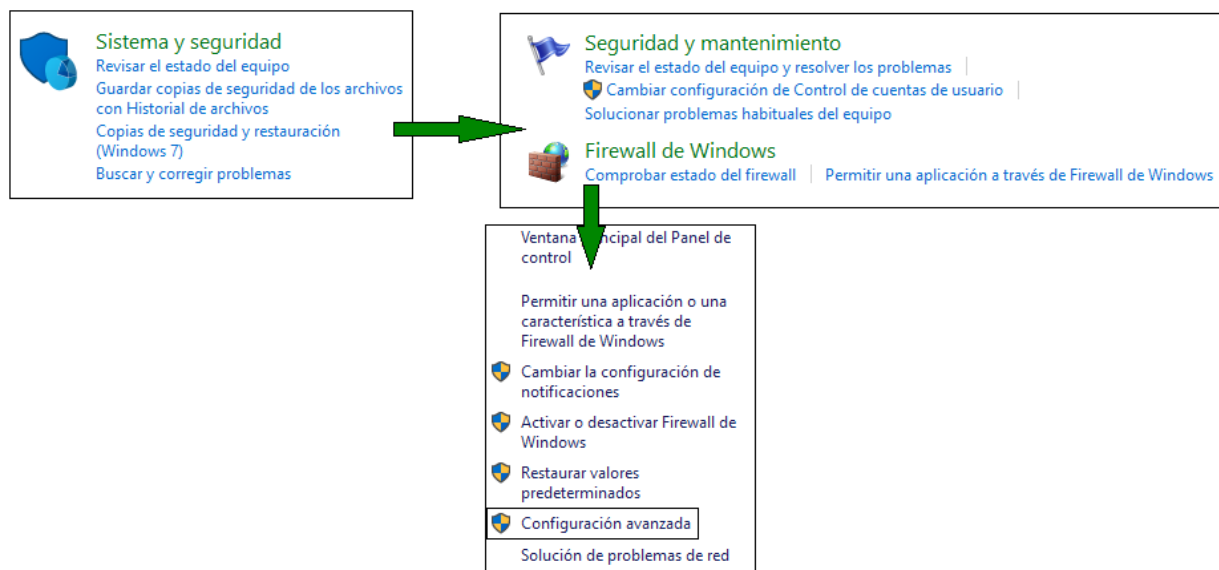 Sistema y seguridad
Revisar el estado del equipo
Guardar copias de seguridad de los archivos
con Historial de archivos
Copias de seguridad y restauración
(Windows 7)
Buscar y corregir problemas
Seguridad y mantenimiento
Revisar el estado del equipo y resolver los problemas
Cambiar configuración de Control de cuentas de usuario
Solucionar problemas habituales del equipo
Firewall de Windows
Comprobar estado del firewall Permitir una aplicación a través de Firewall de Windows
Ventana principal del Panel de
control
Permitir una aplicación o una
característica a través de
Firewall de Windows
Cambiar la configuración de
notificaciones
Activar o desactivar Firewall de
Windows
Restaurar valores
predeterminados
Configuración avanzada
Solución de problemas de red